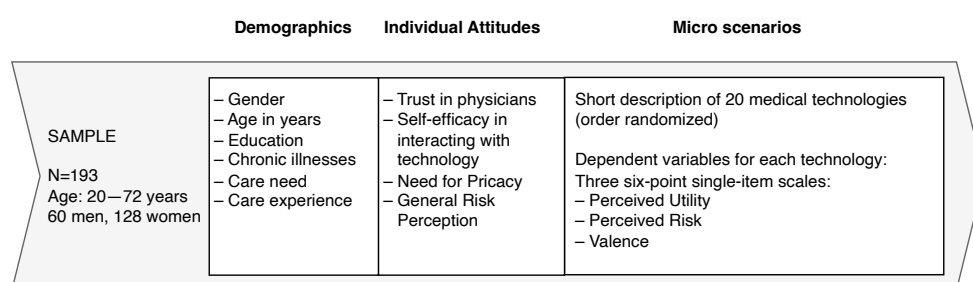 Demographics
Individual Attitudes
Micro scenarios
SAMPLE
N=193
Age: 20—72 years
60 men, 128 women
– Gender
– Age in years
– Education
– Chronic illnesses
– Care need
– Care experience
– Trust in physicians
– Self-efficacy in
interacting with
technology
– Need for Pricacy
– General Risk
Perception
Short description of 20 medical technologies
(order randomized)
Dependent variables for each technology:
Three six-point single-item scales:
– Perceived Utility
– Perceived Risk
– Valence